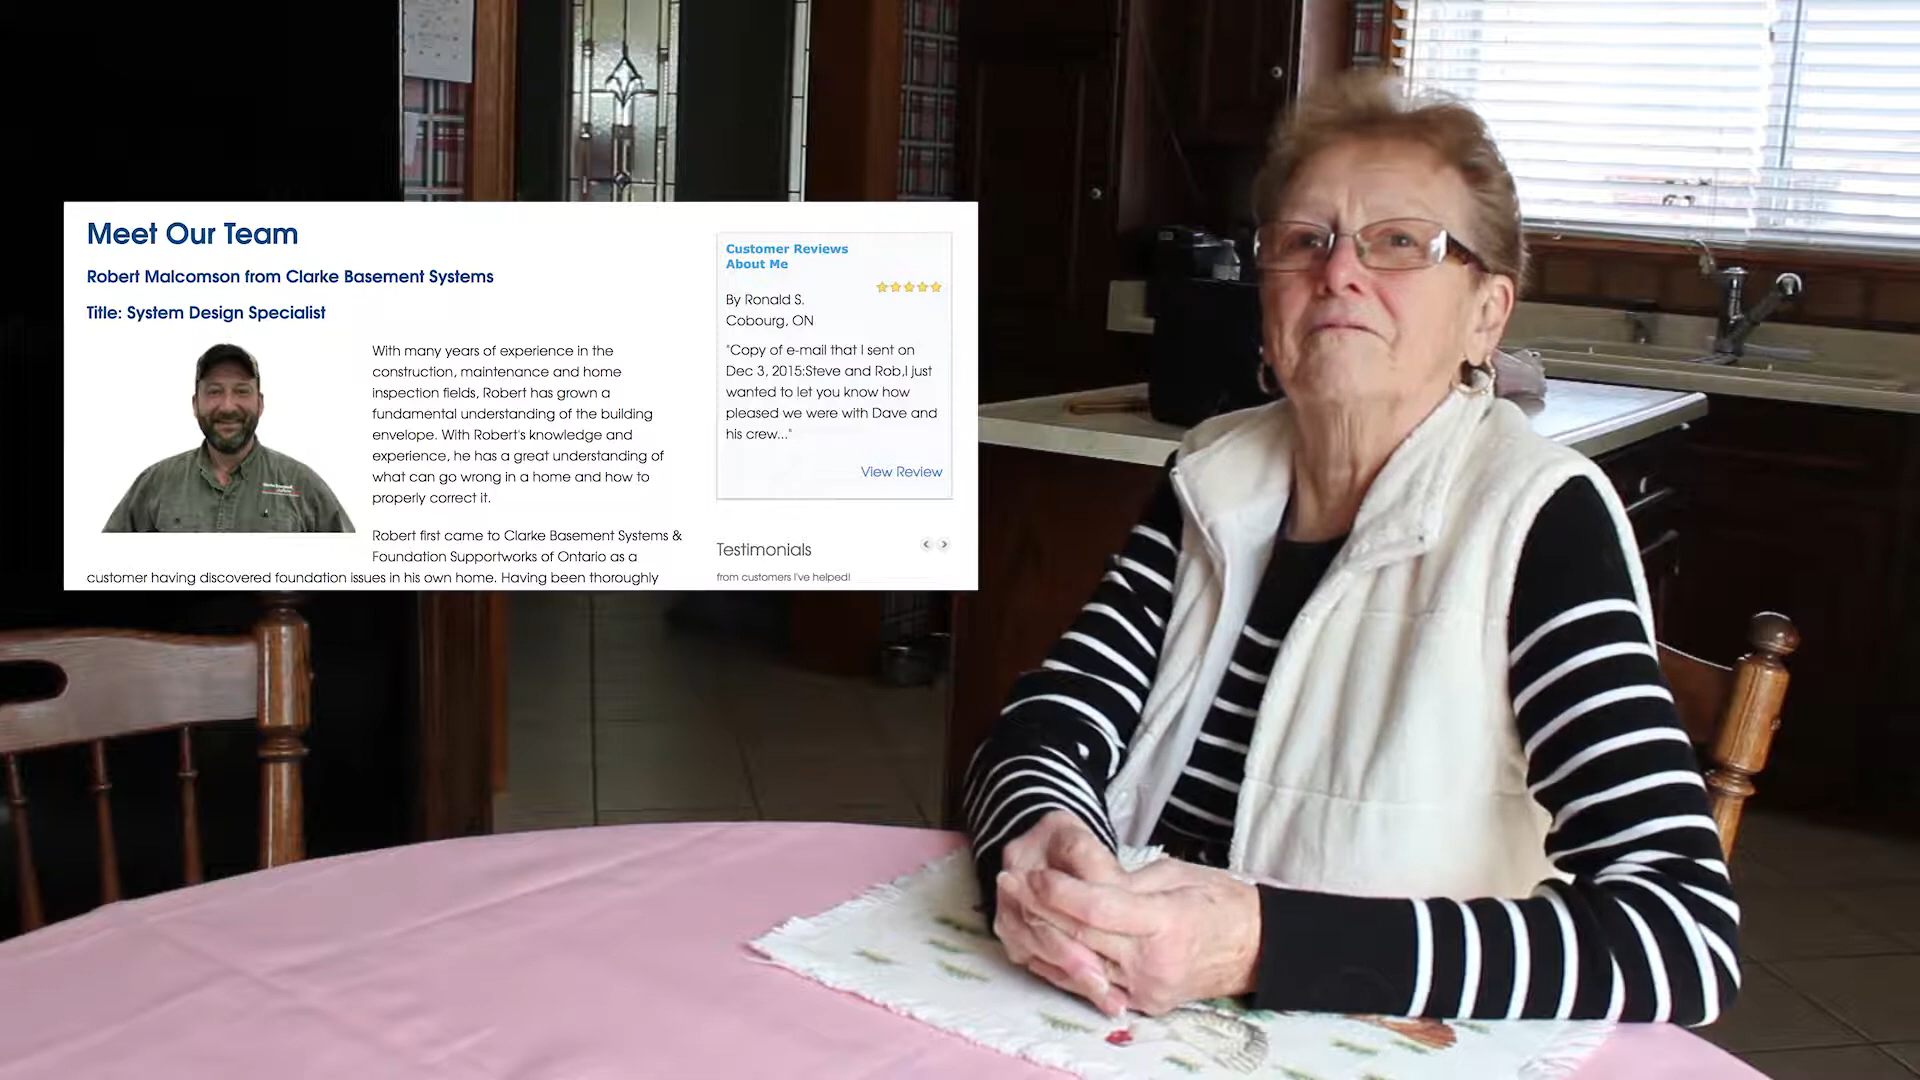 Meet Our Team
Robert Malcomson from Clarke Basement Systems
Title: System Design Specialist
With many years of experience in the
construction, maintenance and home
inspection fields, Robert has grown a
fundamental understanding of the building
envelope. With Robert's knowledge and
experience, he has a great understanding of
what can go wrong in a home and how to
properly correct it.
Robert first came to Clarke Basement Systems &
Foundation Supportworks of Ontario as a
customer having discovered foundation issues in his own home. Having been thoroughly
Customer Reviews
About Me
By Ronald S.
Cobourg, ON
"Copy of e-mail that I sent on
Dec 3, 2015:Steve and Rob,I just
wanted to let you know how
pleased we were with Dave and
his crew..."
View Review
Testimonials
from customers I've helped!